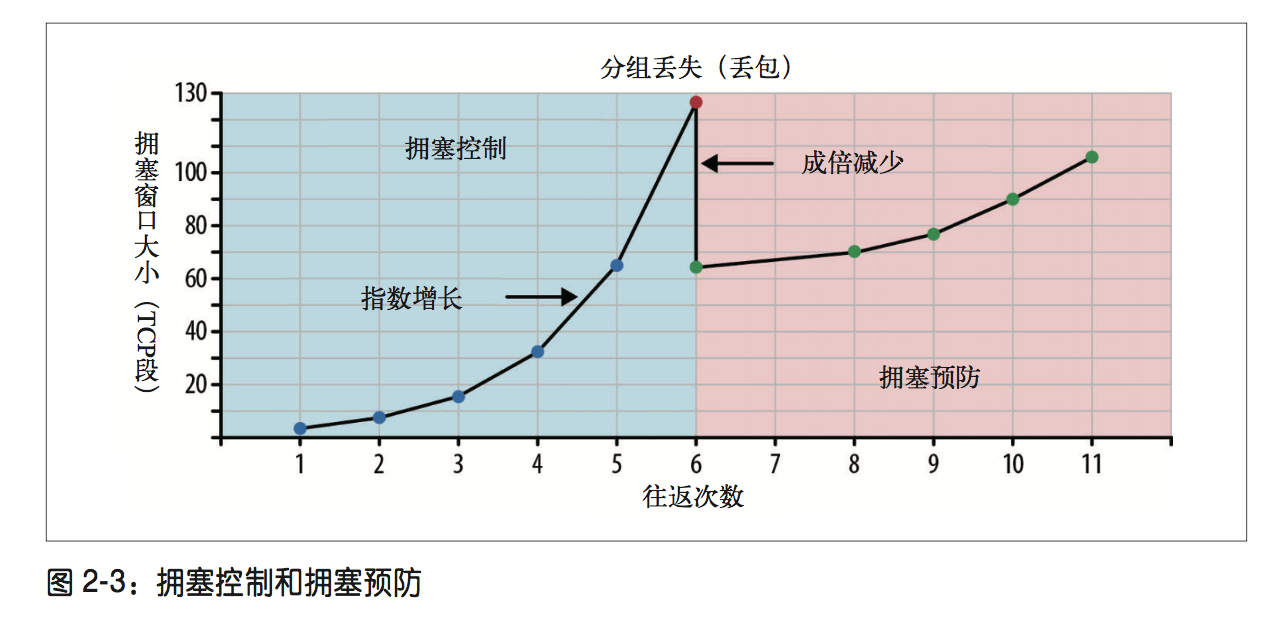 分组丢失（丢包）
130
100
80
60
40
20
拥塞窗口大小（TCP段）
拥塞控制
成倍减少
指数增长
拥塞预防
1 2 3 4 5 6 7 8 9 10 11
往返次数
图 2-3：拥塞控制和拥塞预防